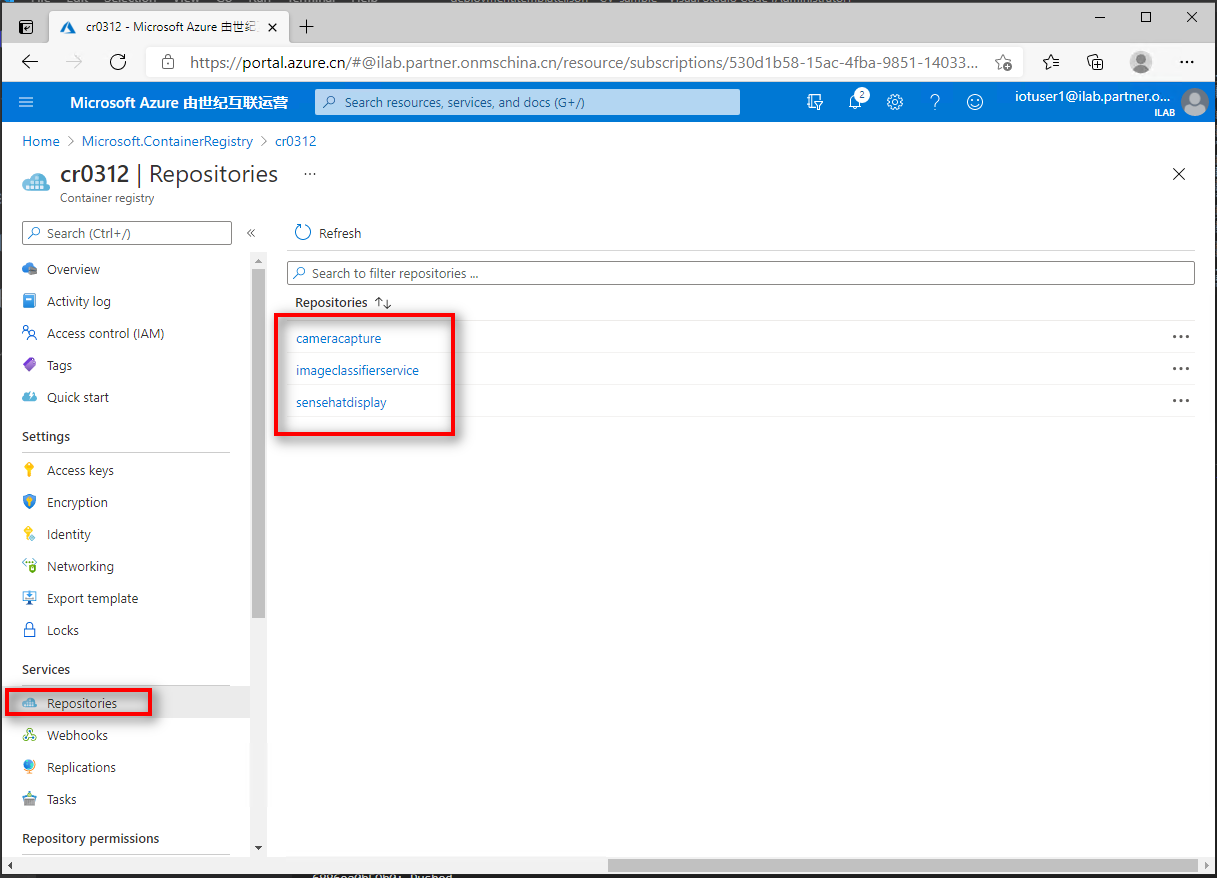 cr0312 - Microsoft Azure 由世纪
https://portal.azure.cn/#@ilab.partner.onmschina.cn/resource/subscriptions/530d1b58-15ac-4fba-9851-14033...
Microsoft Azure 由世纪互联运营
Search resources, services, and docs (G+/)
2
iotuser1@ilab.partner.o...
ILAB
Home > Microsoft.ContainerRegistry > cr0312
cr0312 | Repositories ...
Container registry
Search (Ctrl+/)
«
Refresh
Overview
Activity log
Access control (IAM)
Tags
Quick start
Settings
Access keys
Encryption
Identity
Networking
Export template
Locks
Services
Repositories
Webhooks
Replications
Tasks
Repository permissions
Search to filter repositories ...
Repositories ↑↓
cameracapture
imageclassifierservice
sensehatdisplay